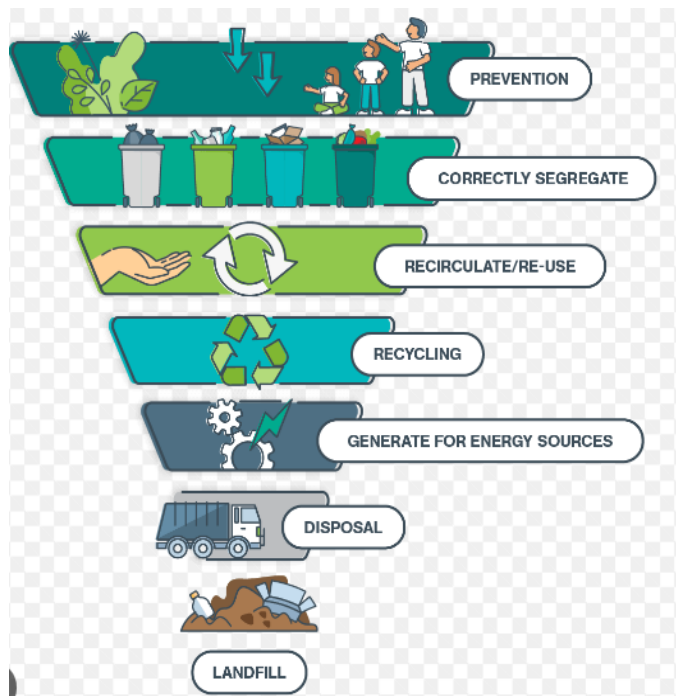 PREVENTION
CORRECTLY SEGREGATE
RECIRCULATE/RE-USE
RECYCLING
GENERATE FOR ENERGY SOURCES
DISPOSAL
LANDFILL